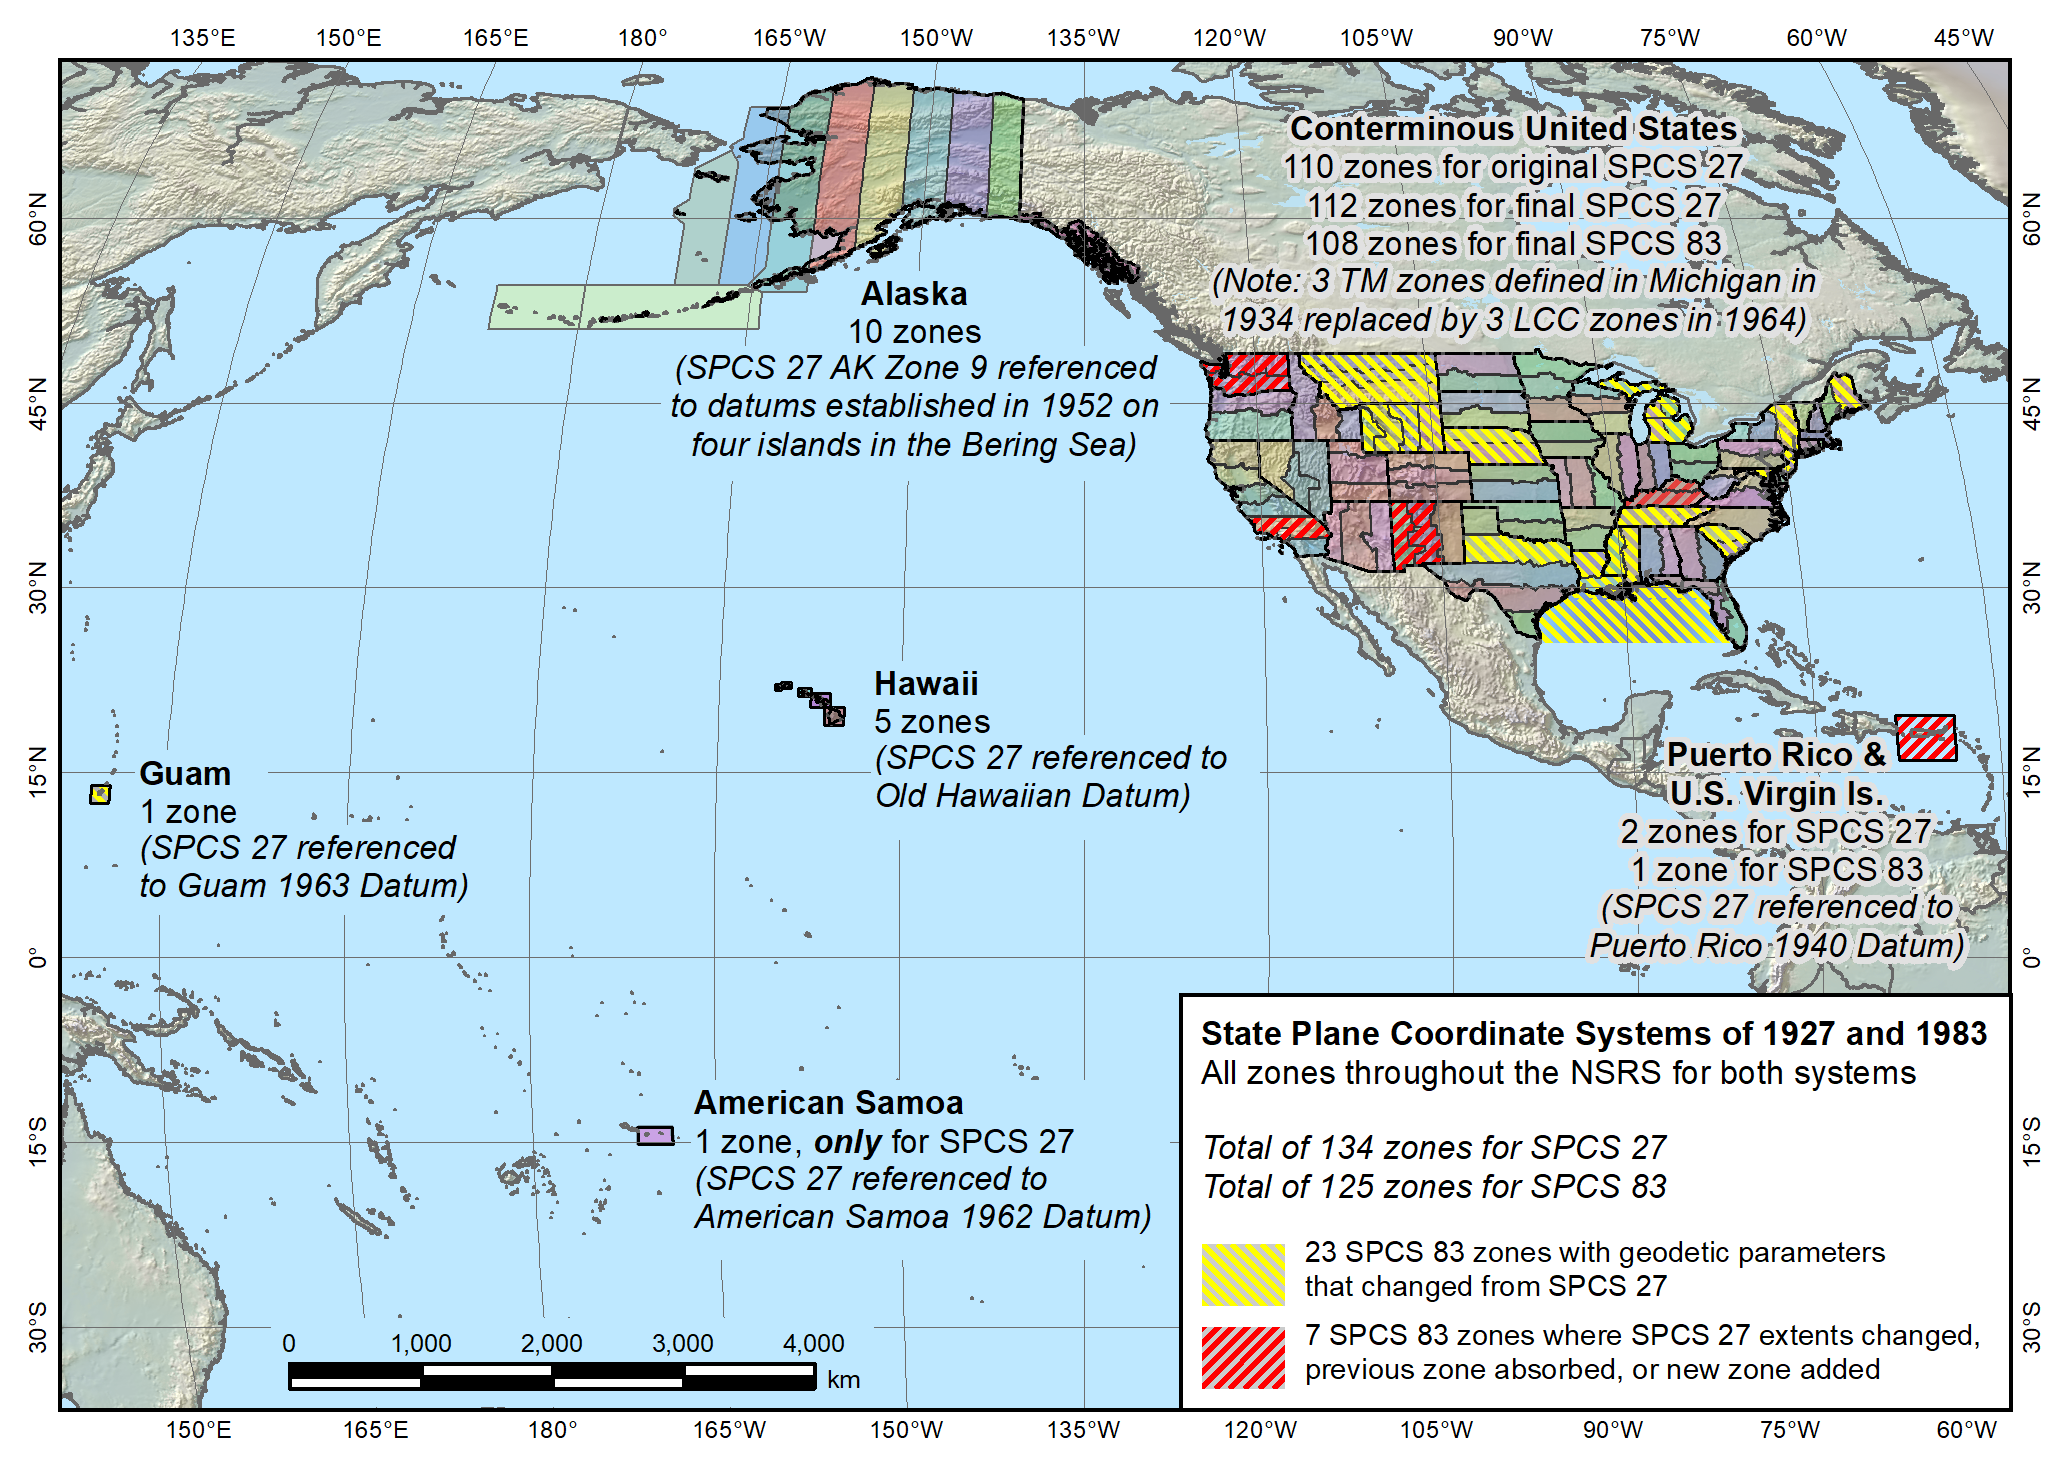 135°E 150°E 165°E 180° 165°W 150°W 135°W 120°W 105°W 90°W 75°W 60°W 45°W
60°N
45°N
30°N
15°N
0°
15°S
30°S
60°N
45°N
30°N
15°N
0°
15°S
30°S
Conterminous United States
110 zones for original SPCS 27
112 zones for final SPCS 27
108 zones for final SPCS 83
(Note: 3 TM zones defined in Michigan in
1934 replaced by 3 LCC zones in 1964)
Alaska
10 zones
(SPCS 27 AK Zone 9 referenced
to datums established in 1952 on
four islands in the Bering Sea)
Hawaii
5 zones
(SPCS 27 referenced to
Old Hawaiian Datum)
Guam
1 zone
(SPCS 27 referenced
to Guam 1963 Datum)
Puerto Rico &
U.S. Virgin Is.
2 zones for SPCS 27
1 zone for SPCS 83
(SPCS 27 referenced to
Puerto Rico 1940 Datum)
American Samoa
1 zone, only for SPCS 27
(SPCS 27 referenced to
American Samoa 1962 Datum)
State Plane Coordinate Systems of 1927 and 1983
All zones throughout the NSRS for both systems
Total of 134 zones for SPCS 27
Total of 125 zones for SPCS 83
23 SPCS 83 zones with geodetic parameters
that changed from SPCS 27
7 SPCS 83 zones where SPCS 27 extents changed,
previous zone absorbed, or new zone added
0 1,000 2,000 3,000 4,000
km
150°E 165°E 180° 165°W 150°W 135°W 120°W 105°W 90°W 75°W 60°W